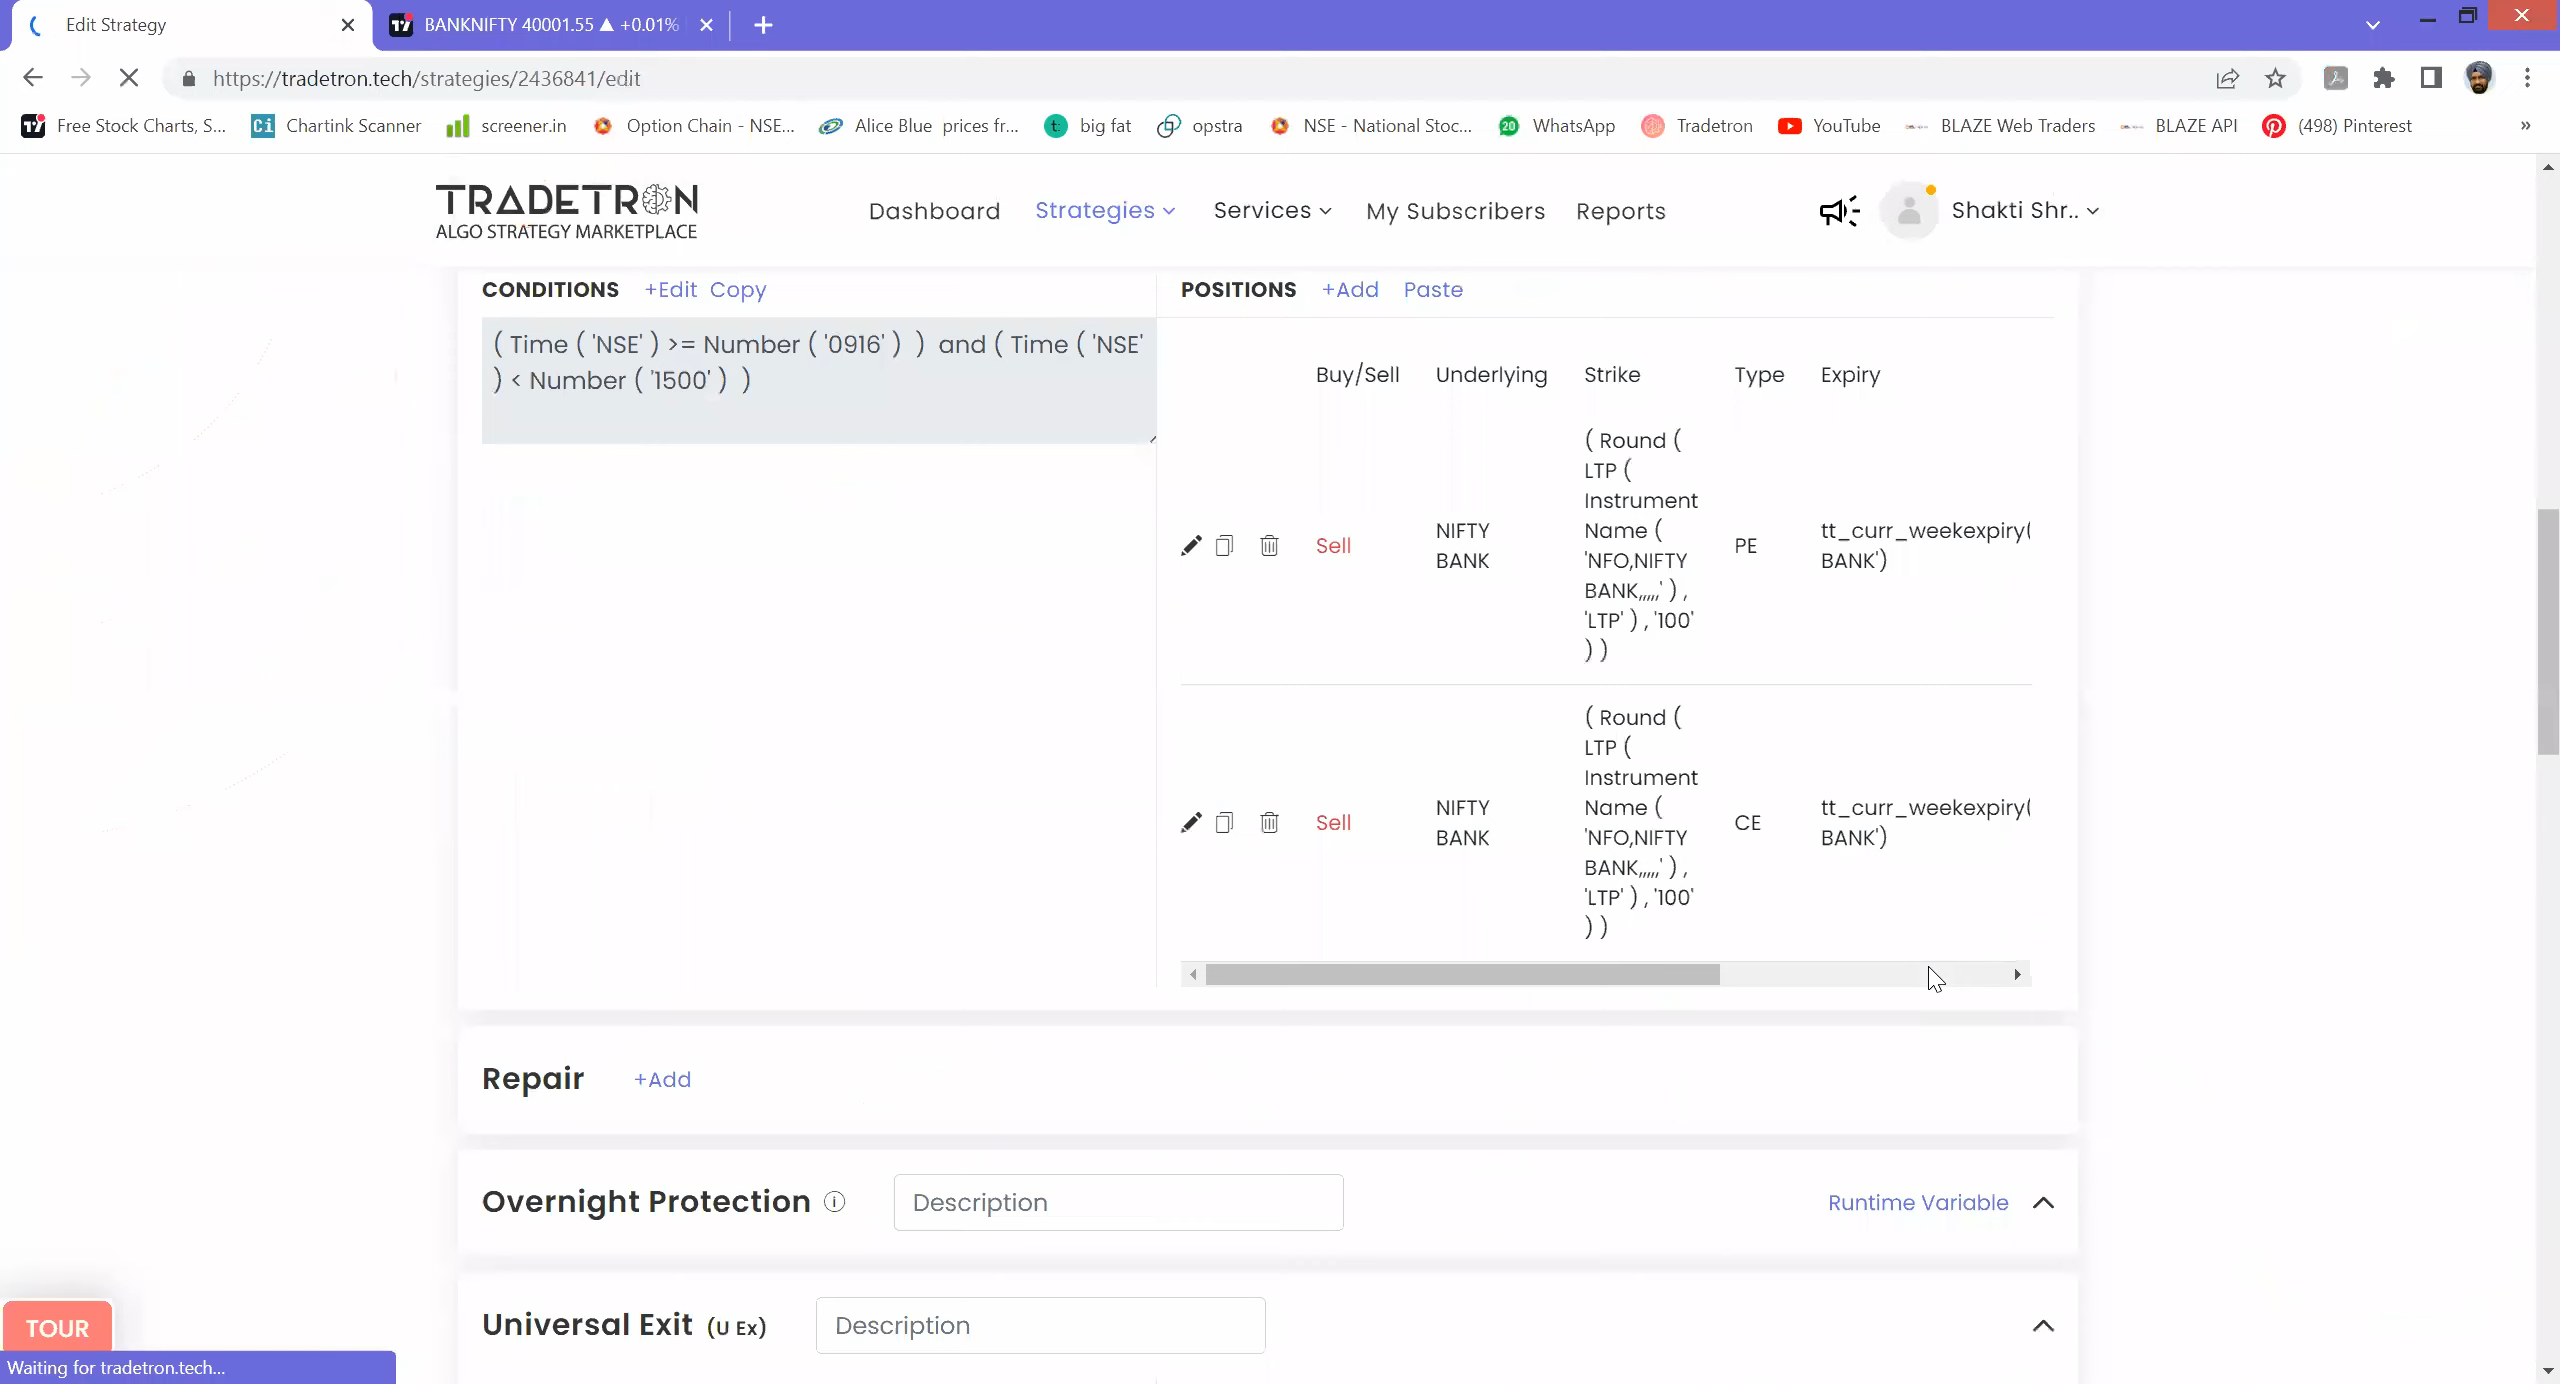 Edit Strategy
BANKNIFTY 40001.55 ▲ +0.01%
https://tradetron.tech/strategies/2436841/edit
Free Stock Charts, S...
Ci Chartink Scanner
screener.in
Option Chain - NSE...
Alice Blue prices fr...
t: big fat
opstra
NSE - National Stoc...
20 WhatsApp
Tradetron
YouTube
BLAZE Web Traders
BLAZE API
(498) Pinterest
»
TRADETRON
ALGO STRATEGY MARKETPLACE
Dashboard
Strategies
Services
My Subscribers
Reports
Shakti Shr..
CONDITIONS +Edit Copy
( Time ( 'NSE' ) >= Number ( '0916' ) ) and ( Time ( 'NSE'
) < Number ( '1500' ) )
POSITIONS +Add Paste
Buy/Sell Underlying Strike Type Expiry
Sell
NIFTY
BANK
( Round (
LTP (
Instrument
Name (
'NFO,NIFTY
BANK,,,,,' ) ,
'LTP' ) , '100'
) )
PE
tt_curr_weekexpiry(
BANK')
Sell
NIFTY
BANK
( Round (
LTP (
Instrument
Name (
'NFO,NIFTY
BANK,,,,,' ) ,
'LTP' ) , '100'
) )
CE
tt_curr_weekexpiry(
BANK')
Repair +Add
Overnight Protection Description Runtime Variable
Universal Exit (U Ex) Description
TOUR
Waiting for tradetron.tech...